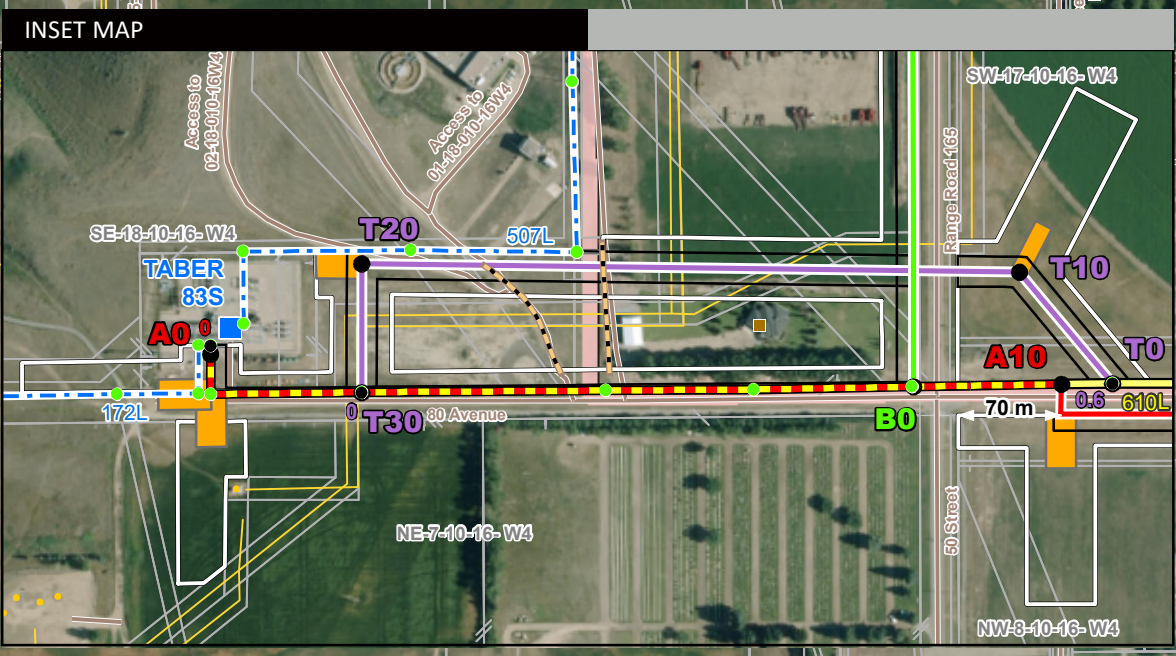 INSET MAP
Access to
02-18-010-16W4
Access to
01-18-010-16W4
SW-17-10-16- W4
Range Road 165
SE-18-10-16- W4
T20
507L
TABER
83S
T10
A0
0
A10
T0
172L
0
T30
80 Avenue
B0
70 m
0.6
610L
NE-7-10-16- W4
50 Street
NW-8-10-16- W4